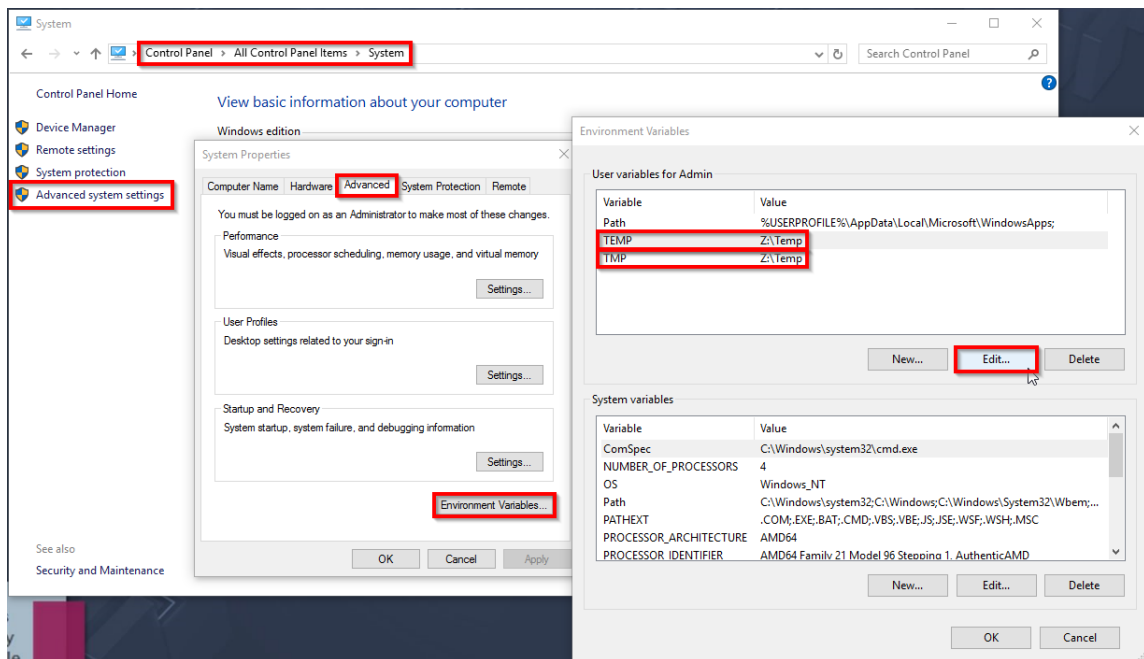 System
Control Panel > All Control Panel Items > System
Search Control Panel
Control Panel Home
Device Manager
Remote settings
System protection
Advanced system settings
See also
Security and Maintenance
View basic information about your computer
Windows edition
System Properties
Computer Name Hardware Advanced System Protection Remote
You must be logged on as an Administrator to make most of these changes.
Performance
Visual effects, processor scheduling, memory usage, and virtual memory
Settings...
User Profiles
Desktop settings related to your sign-in
Settings...
Startup and Recovery
System startup, system failure, and debugging information
Settings...
Environment Variables...
OK Cancel Apply
Environment Variables
User variables for Admin
Variable Value
Path %USERPROFILE%\AppData\Local\Microsoft\WindowsApps;
TEMP Z:\Temp
TMP Z:\Temp
New... Edit... Delete
System variables
Variable Value
ComSpec C:\Windows\system32\cmd.exe
NUMBER_OF_PROCESSORS 4
OS Windows_NT
Path C:\Windows\system32;C:\Windows;C:\Windows\System32\Wbem;...
PATHEXT .COM;.EXE;.BAT;.CMD;.VBS;.VBE;.JS;.JSE;.WSF;.WSH;.MSC
PROCESSOR_ARCHITECTURE AMD64
PROCESSOR_IDENTIFIER AMD64 Family 21 Model 96 Stepping 1, AuthenticAMD
New... Edit... Delete
OK Cancel